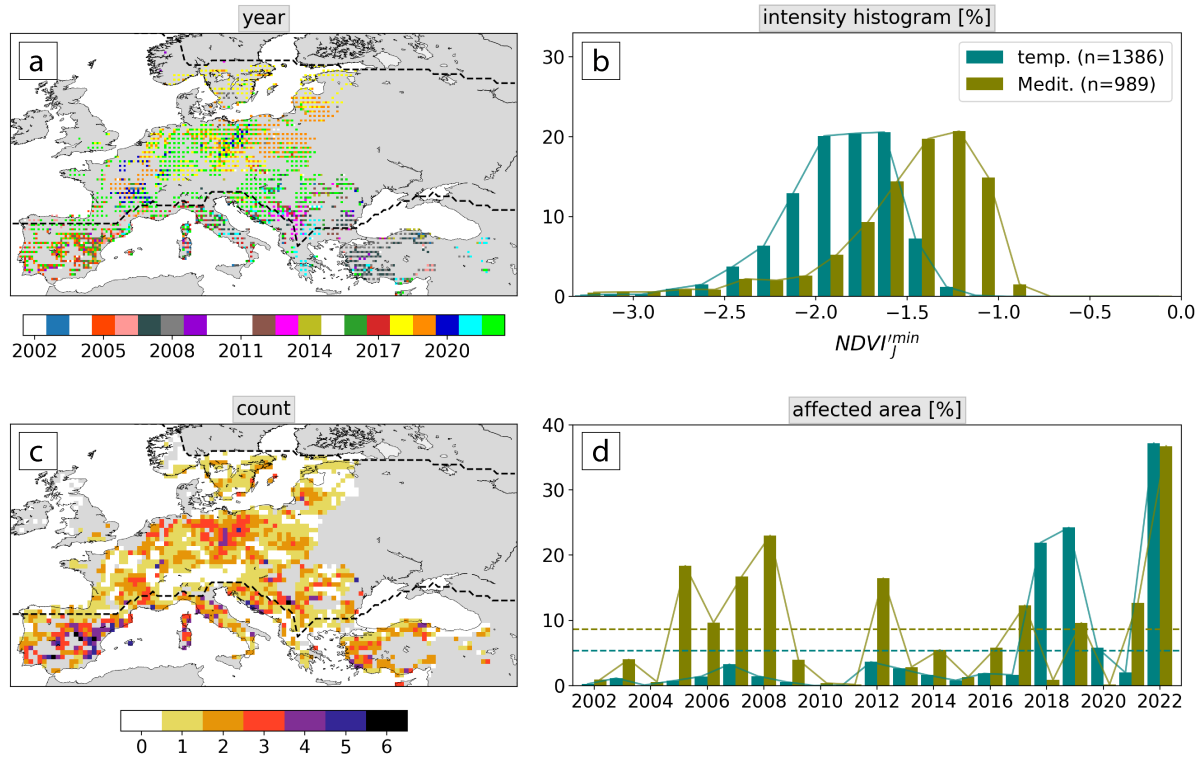 year
a
2002 2005 2008 2011 2014 2017 2020
intensity histogram [%]
b
temp. (n=1386)
Medit. (n=989)
30
20
10
0
−3.0 −2.5 −2.0 −1.5 −1.0 −0.5 0.0
NDVI′ᵐⁱⁿ_J
count
c
0 1 2 3 4 5 6
affected area [%]
d
40
30
20
10
0
2002 2004 2006 2008 2010 2012 2014 2016 2018 2020 2022